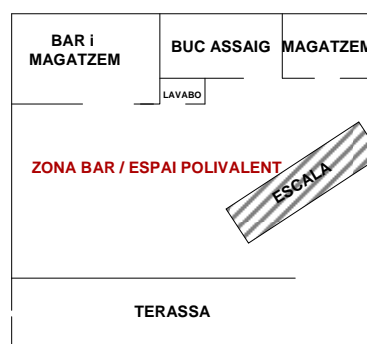 BAR i
MAGATZEM
BUC ASSAIG
MAGATZEM
LAVABO
ZONA BAR / ESPAI POLIVALENT
ESCALA
TERASSA